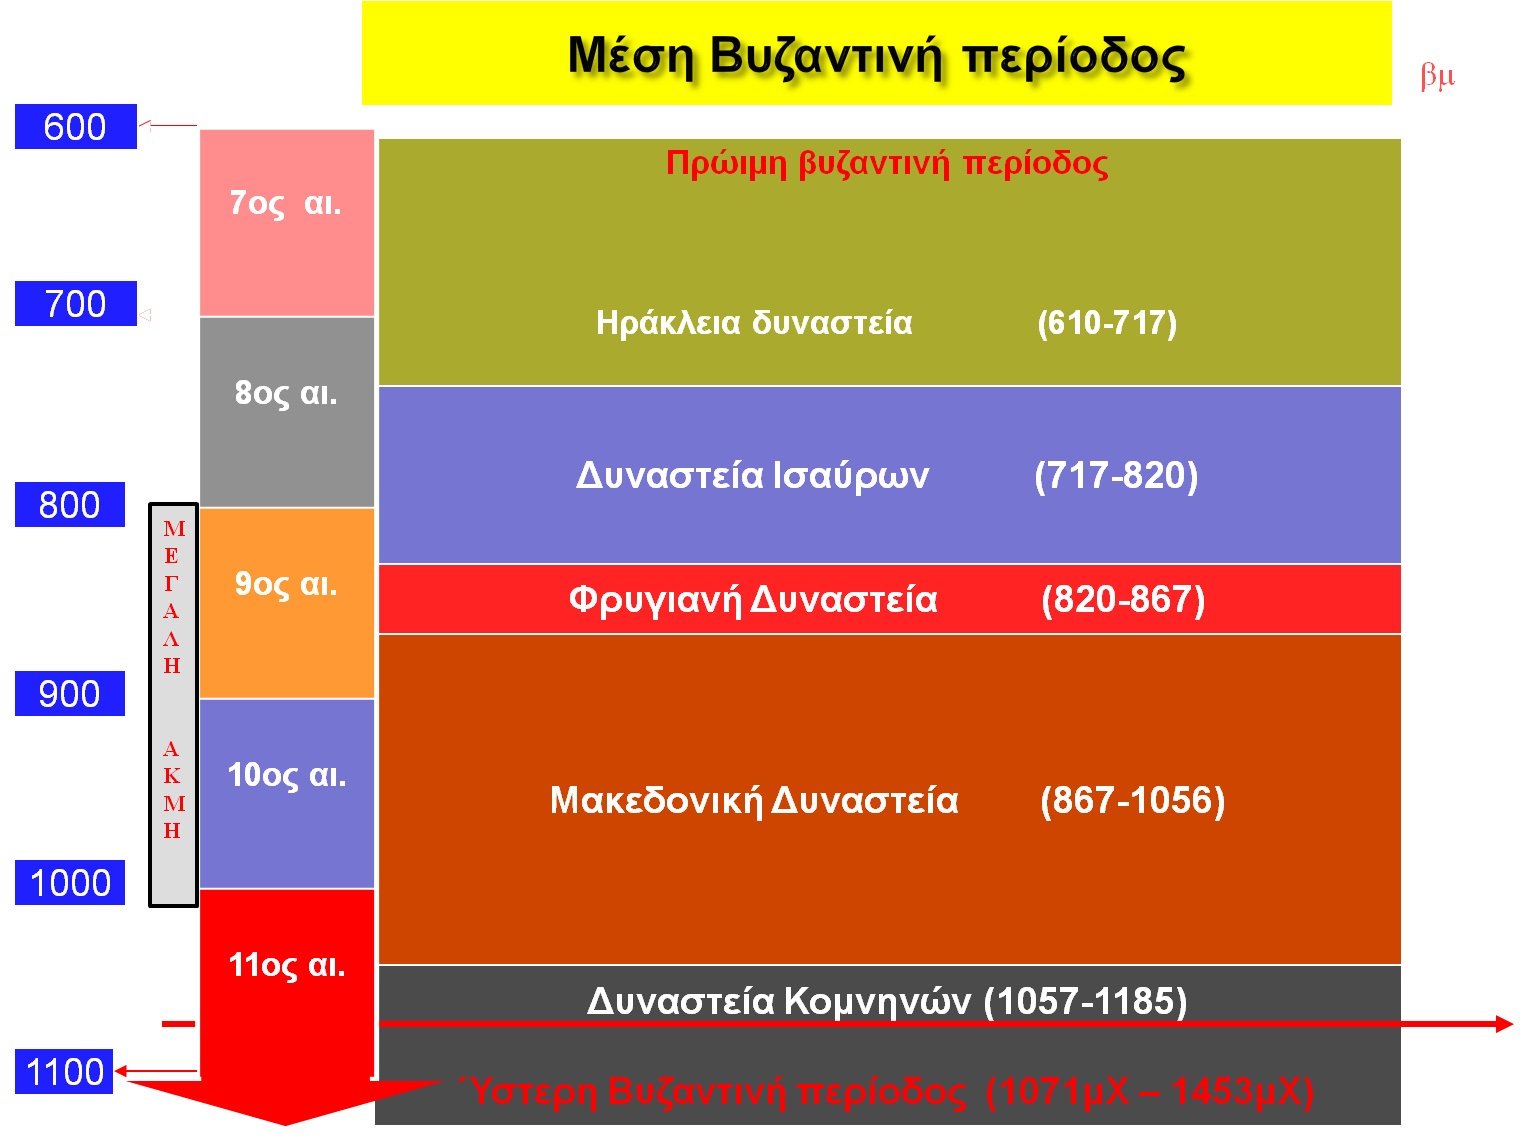 Μέση Βυζαντινή περίοδος
βμ
600
7ος αι.
Πρώιμη βυζαντινή περίοδος
700
Ηράκλεια δυναστεία (610-717)
8ος αι.
Δυναστεία Ισαύρων (717-820)
800
Μ
Ε
Γ
Α
Λ
Η
Α
Κ
Μ
Η
9ος αι.
Φρυγιανή Δυναστεία (820-867)
900
10ος αι.
Μακεδονική Δυναστεία (867-1056)
1000
11ος αι.
Δυναστεία Κομνηνών (1057-1185)
1100
΄Υστερη Βυζαντινή περίοδος (1071μΧ – 1453μΧ)